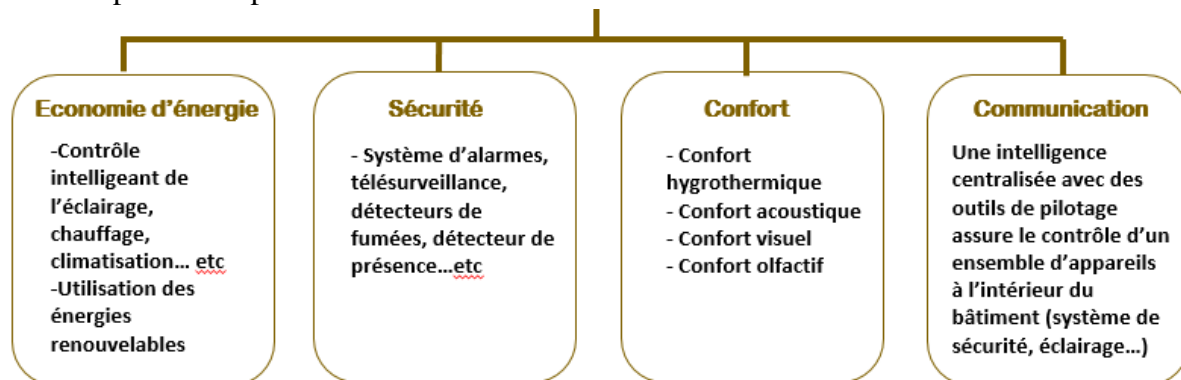 Economie d'énergie
-Contrôle
intelligeant de
l'éclairage,
chauffage,
climatisation... etc
-Utilisation des
énergies
renouvelables
Sécurité
- Système d'alarmes,
télésurveillance,
détecteurs de
fumées, détecteur de
présence...etc
Confort
- Confort
hygrothermique
- Confort acoustique
- Confort visuel
- Confort olfactif
Communication
Une intelligence
centralisée avec des
outils de pilotage
assure le contrôle d'un
ensemble d'appareils
à l'intérieur du
bâtiment (système de
sécurité, éclairage...)